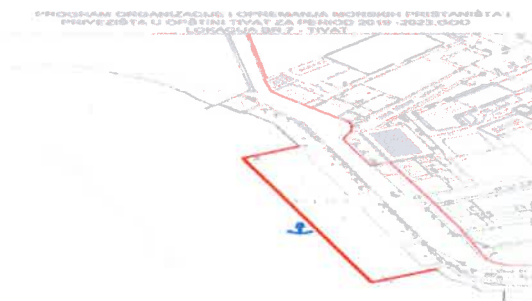 PROGRAM ORGANIZACIJE I OPREMANJA MORSKIH PRISTANIŠTA I
PRIVEZIŠTA U OPŠTINI TIVAT ZA PERIOD 2019 -2023.GOD
LOKACIJA BR.7 - TIVAT